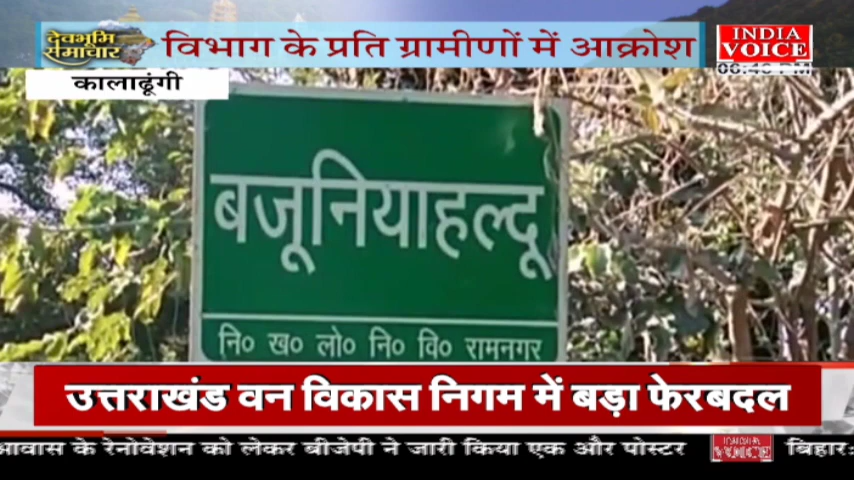 देवभूमि
समाचार
विभाग के प्रति ग्रामीणों में आक्रोश
INDIA
VOICE
कालाढूंगी
बजूनियाहल्दू
नि० ख० लो० नि० वि० रामनगर
उत्तराखंड वन विकास निगम में बड़ा फेरबदल
आवास के रेनोवेशन को लेकर बीजेपी ने जारी किया एक और पोस्टर
VOICE
बिहार: